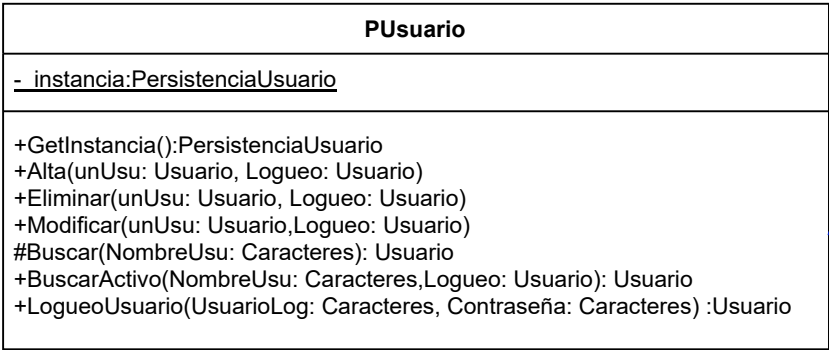 PUsuario
- instancia:PersistenciaUsuario
+GetInstancia():PersistenciaUsuario
+Alta(unUsu: Usuario, Logueo: Usuario)
+Eliminar(unUsu: Usuario, Logueo: Usuario)
+Modificar(unUsu: Usuario,Logueo: Usuario)
#Buscar(NombreUsu: Caracteres): Usuario
+BuscarActivo(NombreUsu: Caracteres,Logueo: Usuario): Usuario
+LogueoUsuario(UsuarioLog: Caracteres, Contraseña: Caracteres) :Usuario